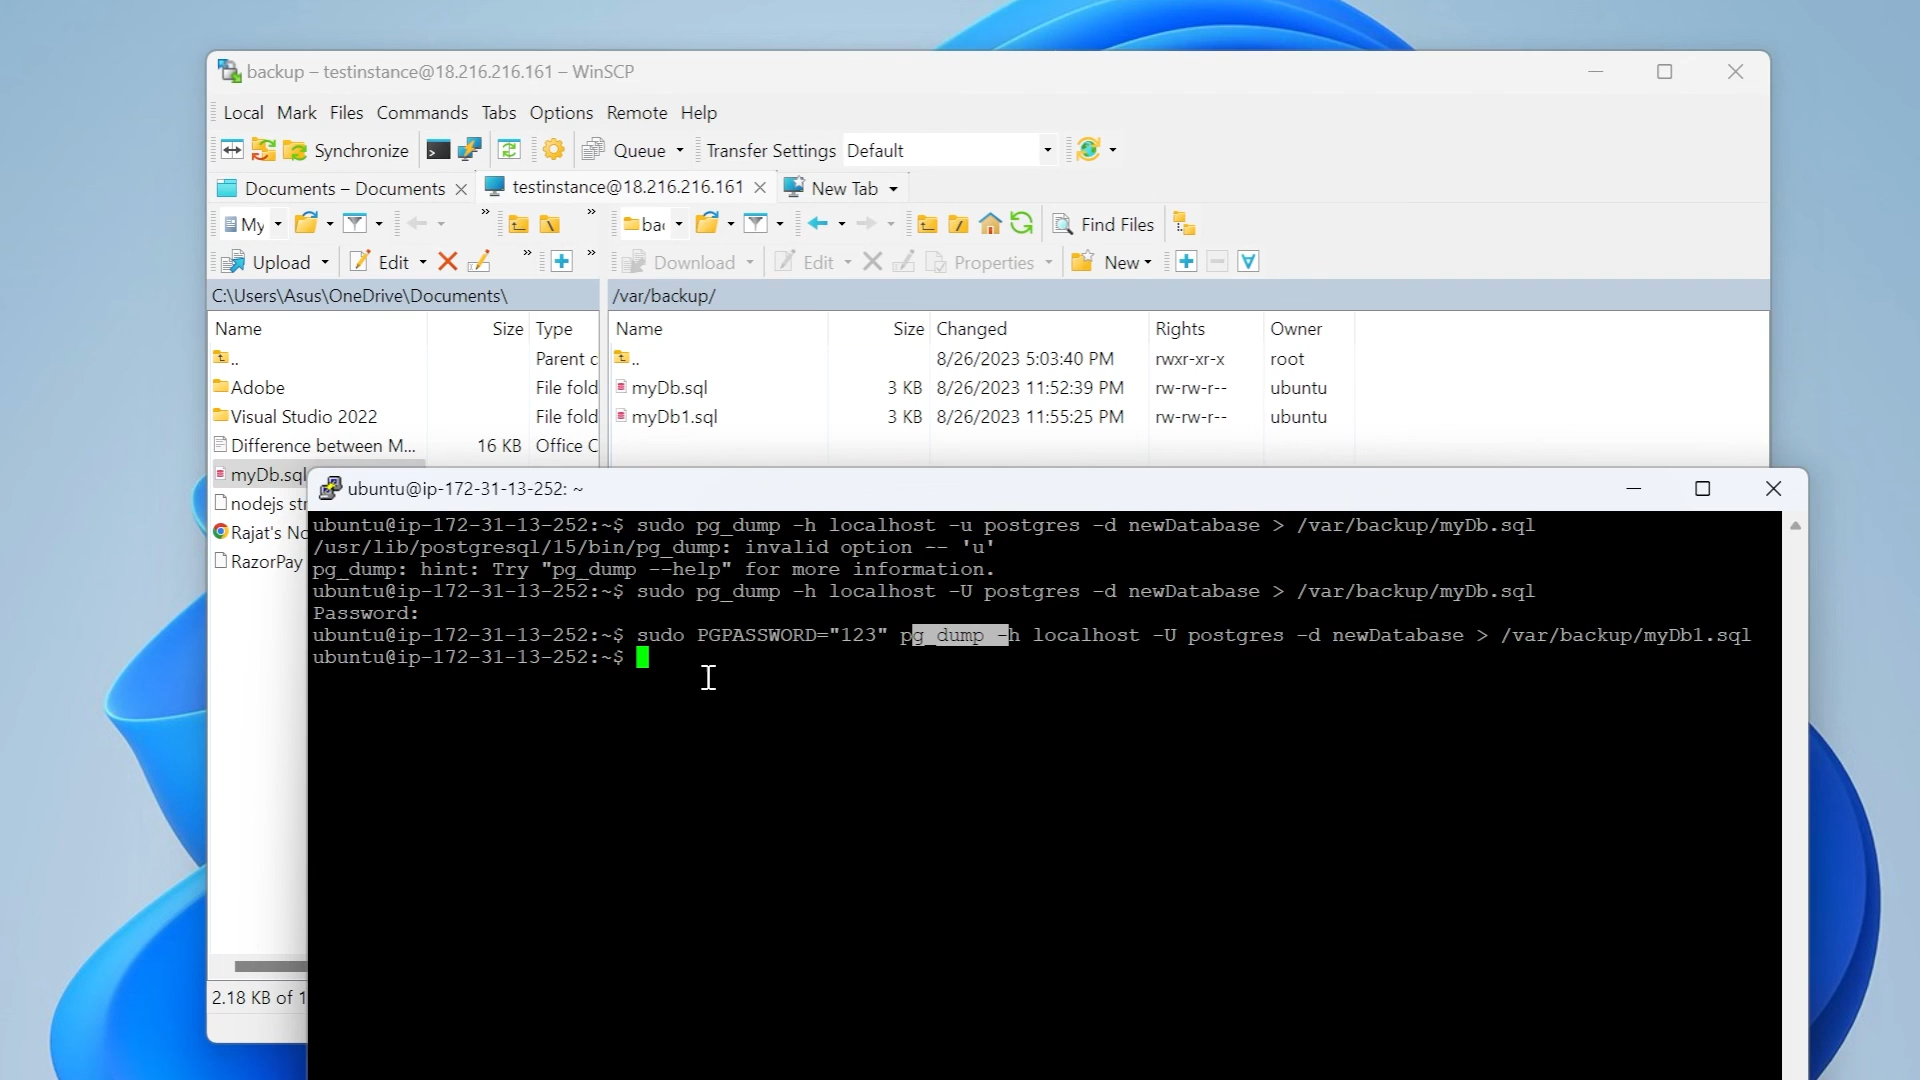 backup – testinstance@18.216.216.161 – WinSCP
Local Mark Files Commands Tabs Options Remote Help
Synchronize Queue Transfer Settings Default
Documents – Documents testinstance@18.216.216.161 New Tab
My bac Find Files
Upload Edit Download Edit Properties New
C:\Users\Asus\OneDrive\Documents\ /var/backup/
Name Size Type Name Size Changed Rights Owner
.. Parent .. 8/26/2023 5:03:40 PM rwxr-xr-x root
Adobe File fold myDb.sql 3 KB 8/26/2023 11:52:39 PM rw-rw-r-- ubuntu
Visual Studio 2022 File fold myDb1.sql 3 KB 8/26/2023 11:55:25 PM rw-rw-r-- ubuntu
Difference between M... 16 KB Office C
myDb.sql
nodejs str
Rajat's No
RazorPay
2.18 KB of 1
ubuntu@ip-172-31-13-252: ~
ubuntu@ip-172-31-13-252:~$ sudo pg_dump -h localhost -u postgres -d newDatabase > /var/backup/myDb.sql
/usr/lib/postgresql/15/bin/pg_dump: invalid option -- 'u'
pg_dump: hint: Try "pg_dump --help" for more information.
ubuntu@ip-172-31-13-252:~$ sudo pg_dump -h localhost -U postgres -d newDatabase > /var/backup/myDb.sql
Password:
ubuntu@ip-172-31-13-252:~$ sudo PGPASSWORD="123" pg_dump -h localhost -U postgres -d newDatabase > /var/backup/myDb1.sql
ubuntu@ip-172-31-13-252:~$